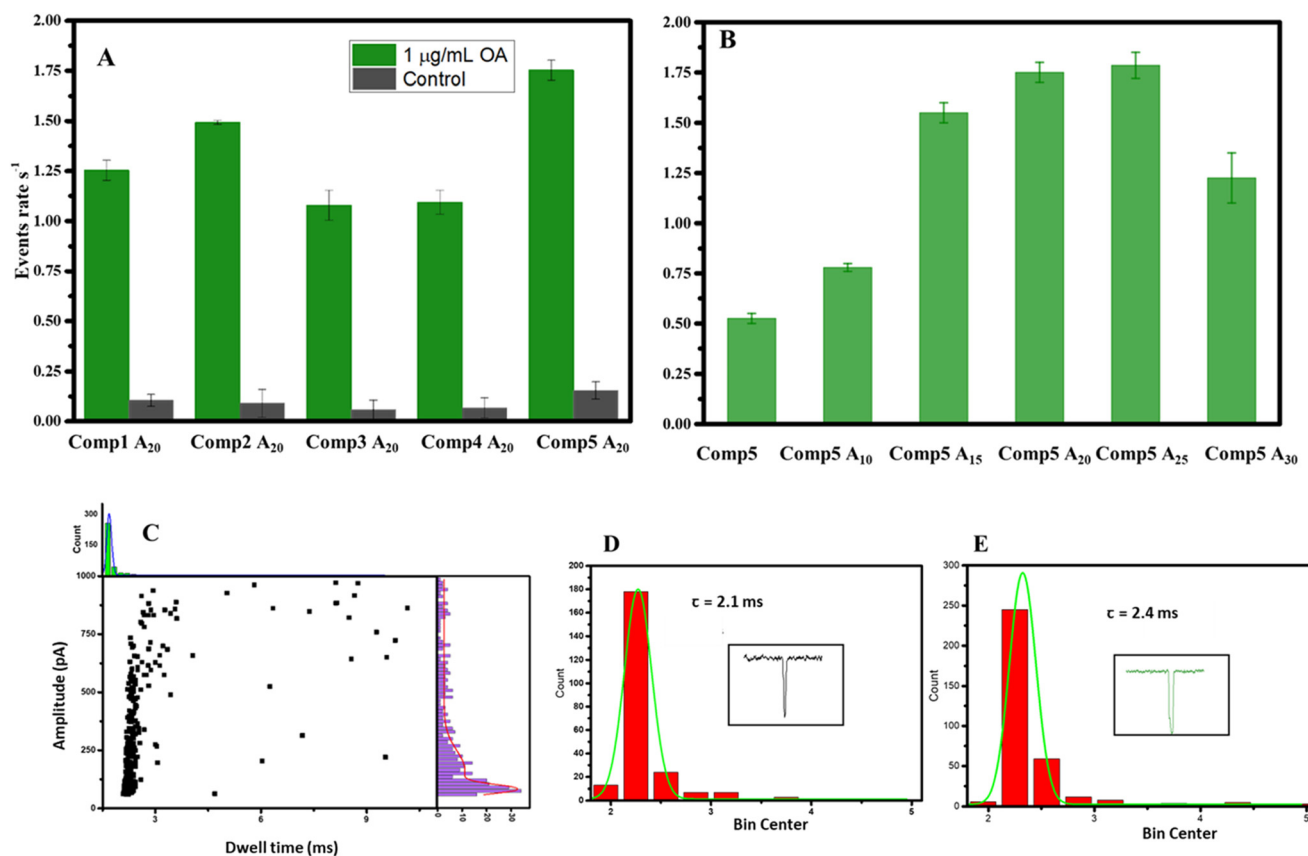 A
1 μg/mL OA
Control
Events rate s⁻¹
2.00
1.75
1.50
1.25
1.00
0.75
0.50
0.25
0.00
Comp1 A₂₀ Comp2 A₂₀ Comp3 A₂₀ Comp4 A₂₀ Comp5 A₂₀
B
2.00
1.75
1.50
1.25
1.00
0.75
0.50
0.25
0.00
Comp5 Comp5 A₁₀ Comp5 A₁₅ Comp5 A₂₀ Comp5 A₂₅ Comp5 A₃₀
C
Count
300
150
1000
750
500
250
0
Amplitude (pA)
3 6 9
0 10 20 30
Dwell time (ms)
D
τ = 2.1 ms
Count
200
180
160
140
120
100
80
60
40
20
0
2 3 4 5
Bin Center
E
τ = 2.4 ms
Count
300
250
200
150
100
50
0
2 3 4 5
Bin Center